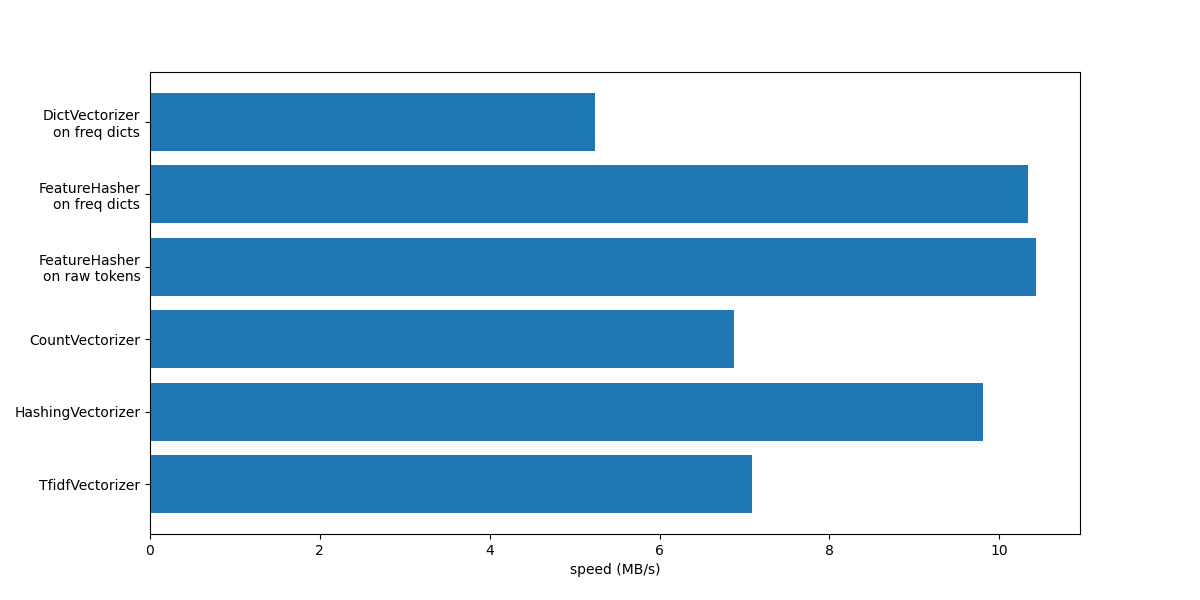 DictVectorizer
on freq dicts
FeatureHasher
on freq dicts
FeatureHasher
on raw tokens
CountVectorizer
HashingVectorizer
TfidfVectorizer
0 2 4 6 8 10
speed (MB/s)